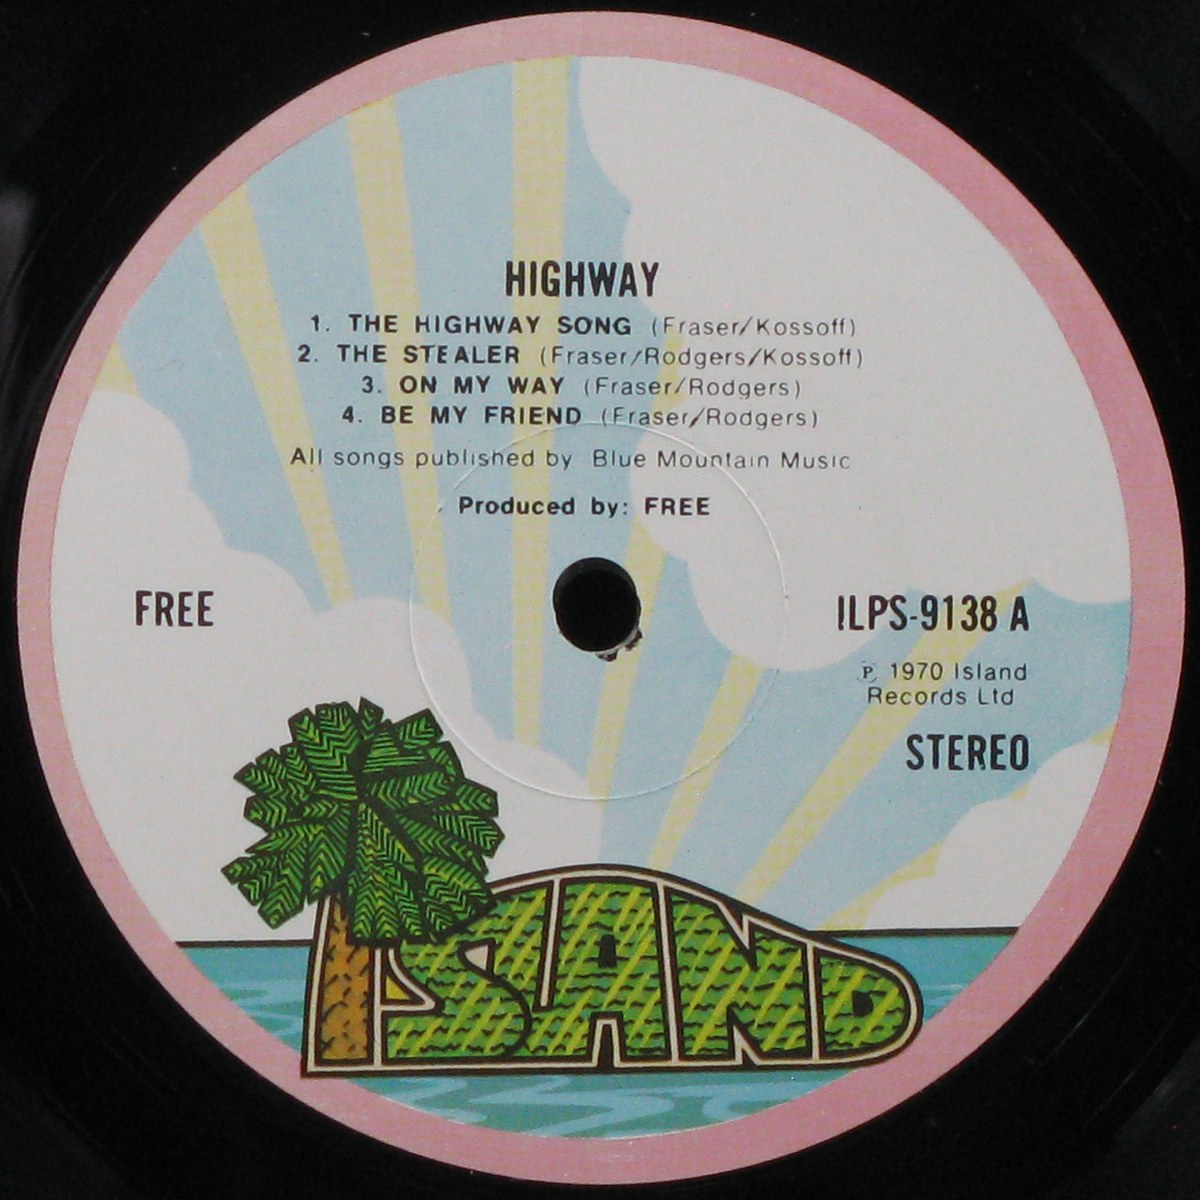 HIGHWAY
1. THE HIGHWAY SONG (Fraser/Kossoff)
2. THE STEALER (Fraser/Rodgers/Kossoff)
3. ON MY WAY (Fraser/Rodgers)
4. BE MY FRIEND (Fraser/Rodgers)
All songs published by Blue Mountain Music
Produced by: FREE
FREE
ILPS-9138 A
℗ 1970 Island
Records Ltd
STEREO
ISLAND